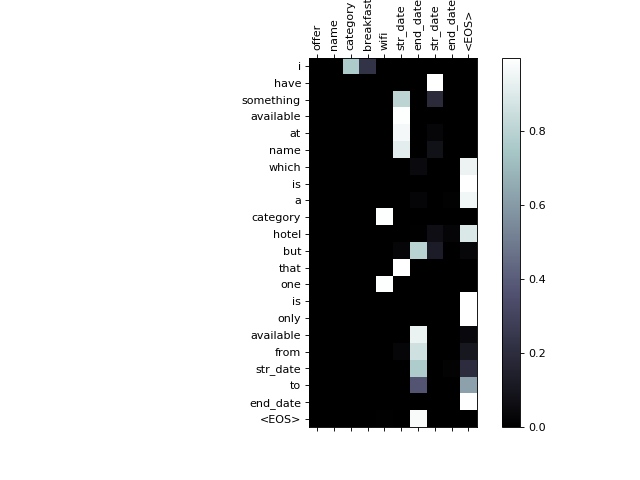 offer name category breakfast wifi str_date end_date str_date end_date <EOS>
i
have
something
available
at
name
which
is
a
category
hotel
but
that
one
is
only
available
from
str_date
to
end_date
<EOS>
0.8
0.6
0.4
0.2
0.0